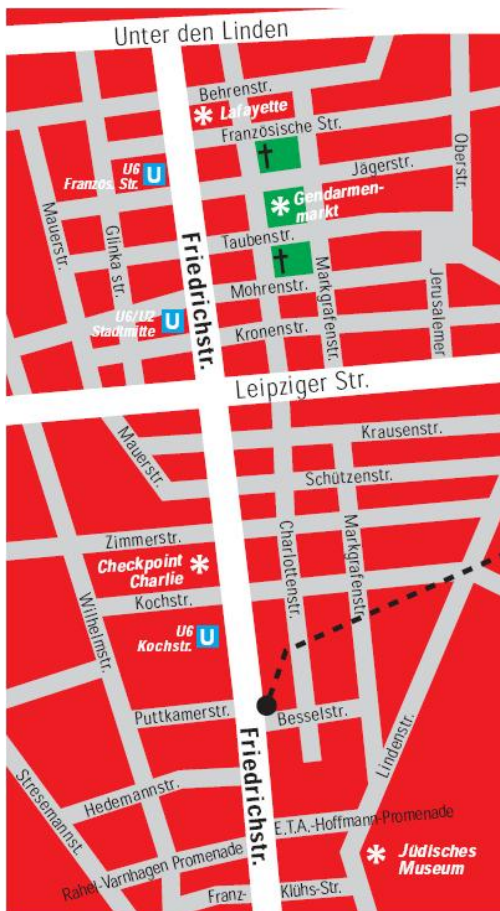 Unter den Linden
Behrenstr.
Lafayette
Französische Str.
U6
Französ. Str.
U
Jägerstr.
Oberstr.
Gendarmen-
markt
Mauerstr.
Glinka str.
Taubenstr.
Friedrichstr.
Mohrenstr.
Markgrafenstr.
Jerusalemer
U6/U2
Stadtmitte
U
Kronenstr.
Leipziger Str.
Mauerstr.
Krausenstr.
Schützenstr.
Zimmerstr.
Charlottenstr.
Markgrafenstr.
Checkpoint
Charlie
Kochstr.
Wilhelmstr.
U6
Kochstr.
U
Puttkamerstr.
Besselstr.
Lindenstr.
Friedrichstr.
Stresemannst.
Hedemannstr.
E.T.A.-Hoffmann-Promenade
Rahel-Varnhagen Promenade
Jüdisches
Museum
Franz-
Klühs-Str.